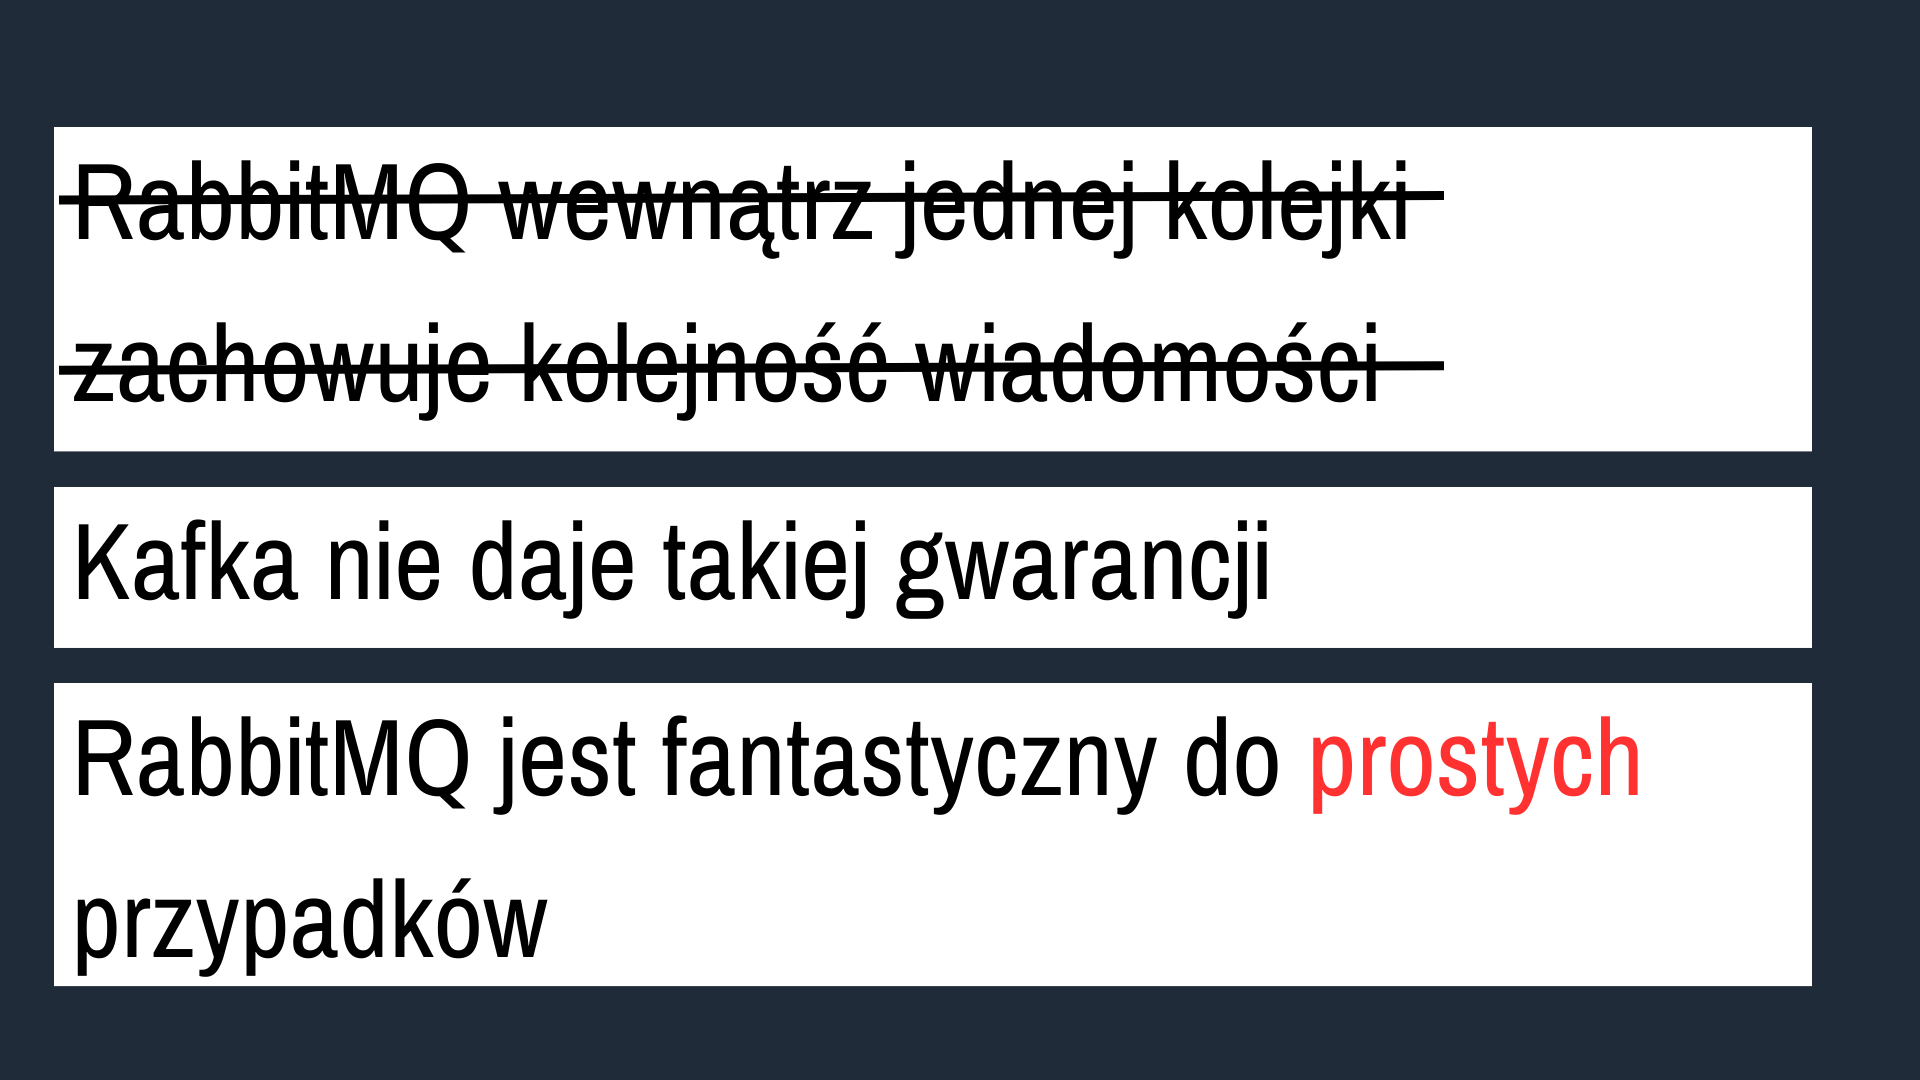 RabbitMQ wewnątrz jednej kolejki
zachowuje kolejność wiadomości
Kafka nie daje takiej gwarancji
RabbitMQ jest fantastyczny do prostych
przypadków